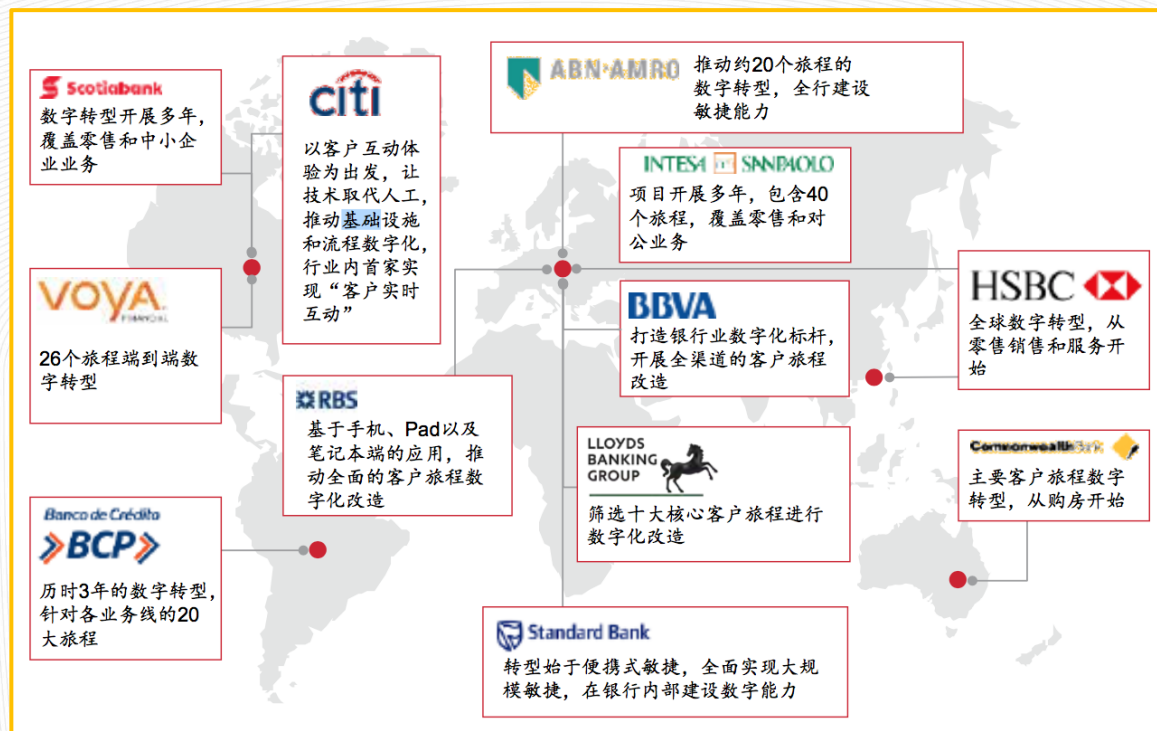 Scotiabank
数字转型开展多年，
覆盖零售和中小企
业业务
citi
以客户互动体
验为出发，让
技术取代人工，
推动基础设施
和流程数字化，
行业内首家实
现“客户实时
互动”
ABN·AMRO
推动约20个旅程的
数字转型，全行建设
敏捷能力
INTESA SANPAOLO
项目开展多年，包含40
个旅程，覆盖零售和对
公业务
VOYA
FINANCIAL
26个旅程端到端数
字转型
RBS
基于手机、Pad以及
笔记本端的应用，推
动全面的客户旅程数
字化改造
BBVA
打造银行业数字化标杆，
开展全渠道的客户旅程
改造
HSBC
全球数字转型，从
零售销售和服务开
始
LLOYDS
BANKING
GROUP
筛选十大核心客户旅程进行
数字化改造
CommonwealthBank
主要客户旅程数字
转型，从购房开始
Banco de Crédito
BCP
历时3年的数字转型，
针对各业务线的20
大旅程
Standard Bank
转型始于便携式敏捷，全面实现大规
模敏捷，在银行内部建设数字能力